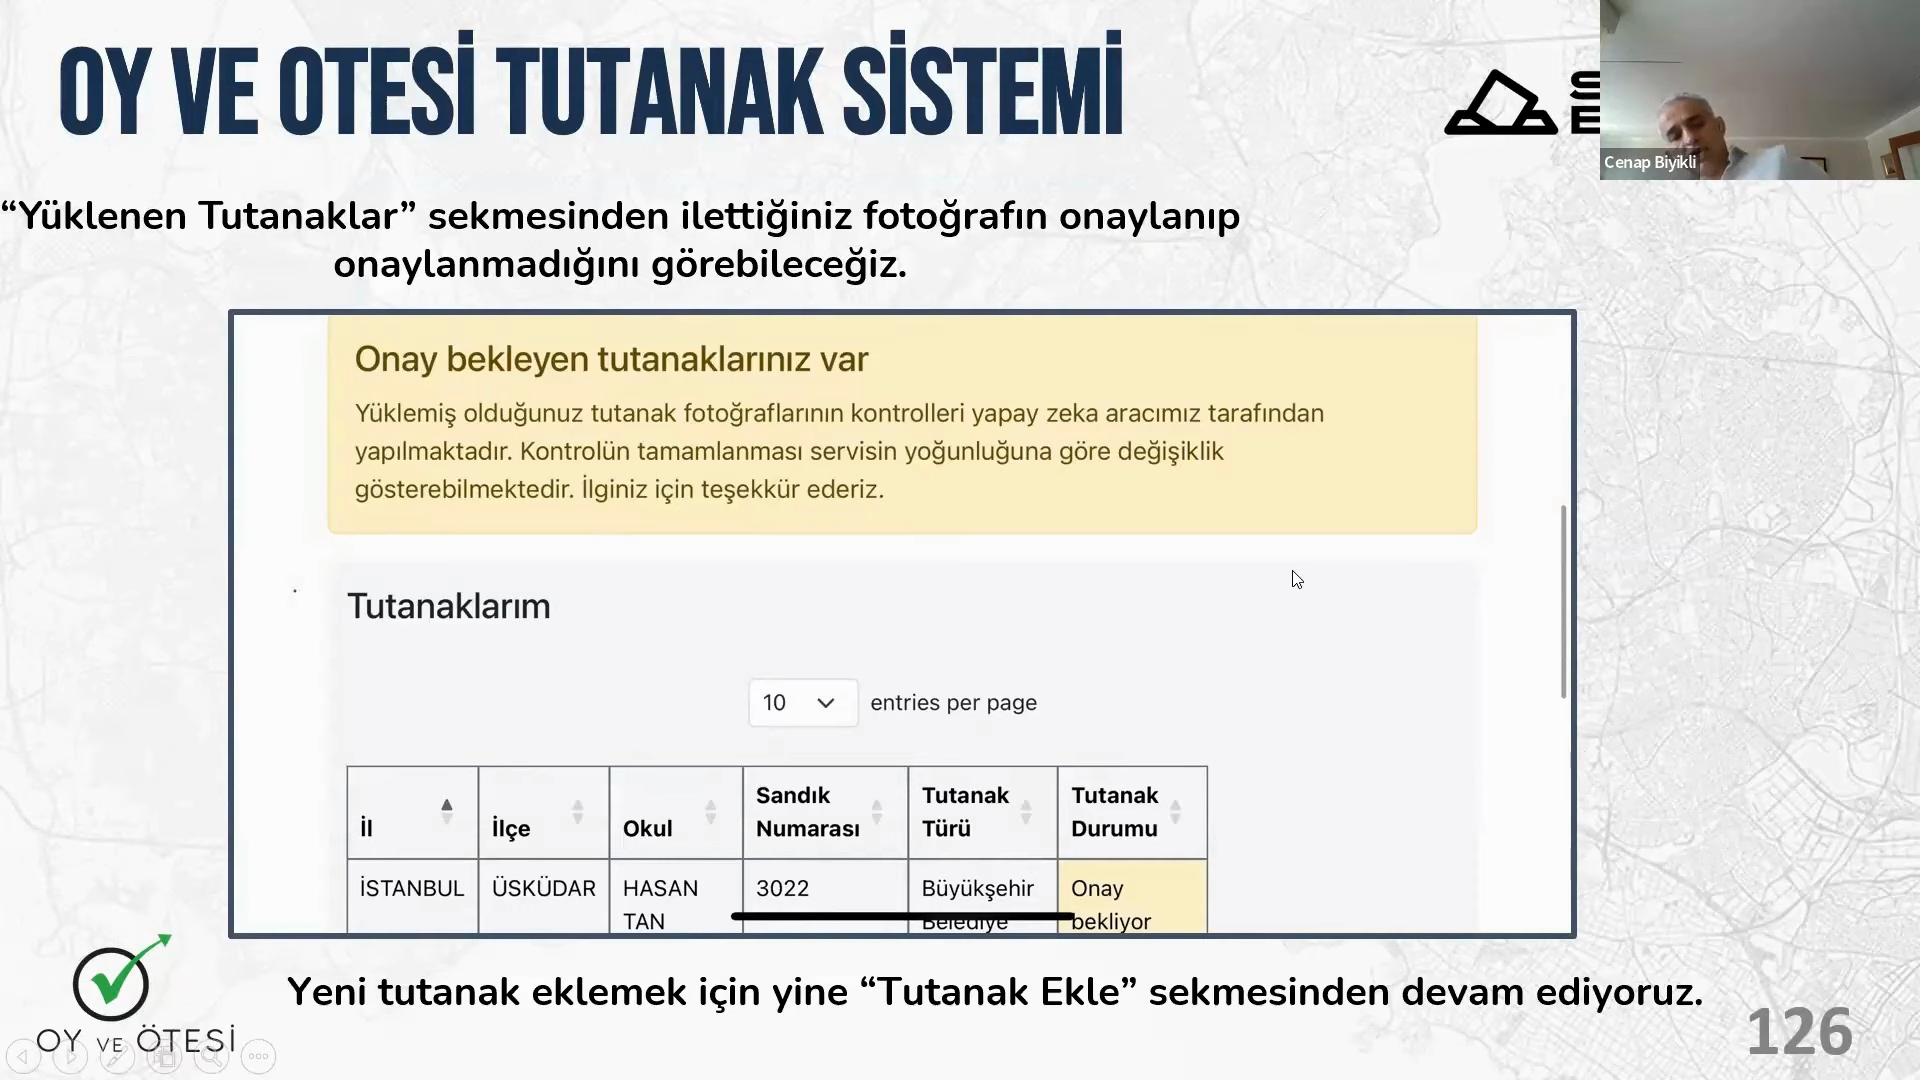 OY VE OTESİ TUTANAK SİSTEMİ
S
E
Cenap Biyikli
“Yüklenen Tutanaklar” sekmesinden ilettiğiniz fotoğrafın onaylanıp
onaylanmadığını görebileceğiz.
Onay bekleyen tutanaklarınız var
Yüklemiş olduğunuz tutanak fotoğraflarının kontrolleri yapay zeka aracımız tarafından
yapılmaktadır. Kontrolün tamamlanması servisin yoğunluğuna göre değişiklik
gösterebilmektedir. İlginiz için teşekkür ederiz.
Tutanaklarım
10 entries per page
İl İlçe Okul Sandık Numarası Tutanak Türü Tutanak Durumu
İSTANBUL ÜSKÜDAR HASAN TAN 3022 Büyükşehir Belediye Onay bekliyor
Yeni tutanak eklemek için yine “Tutanak Ekle” sekmesinden devam ediyoruz.
OY VE ÖTESİ
126